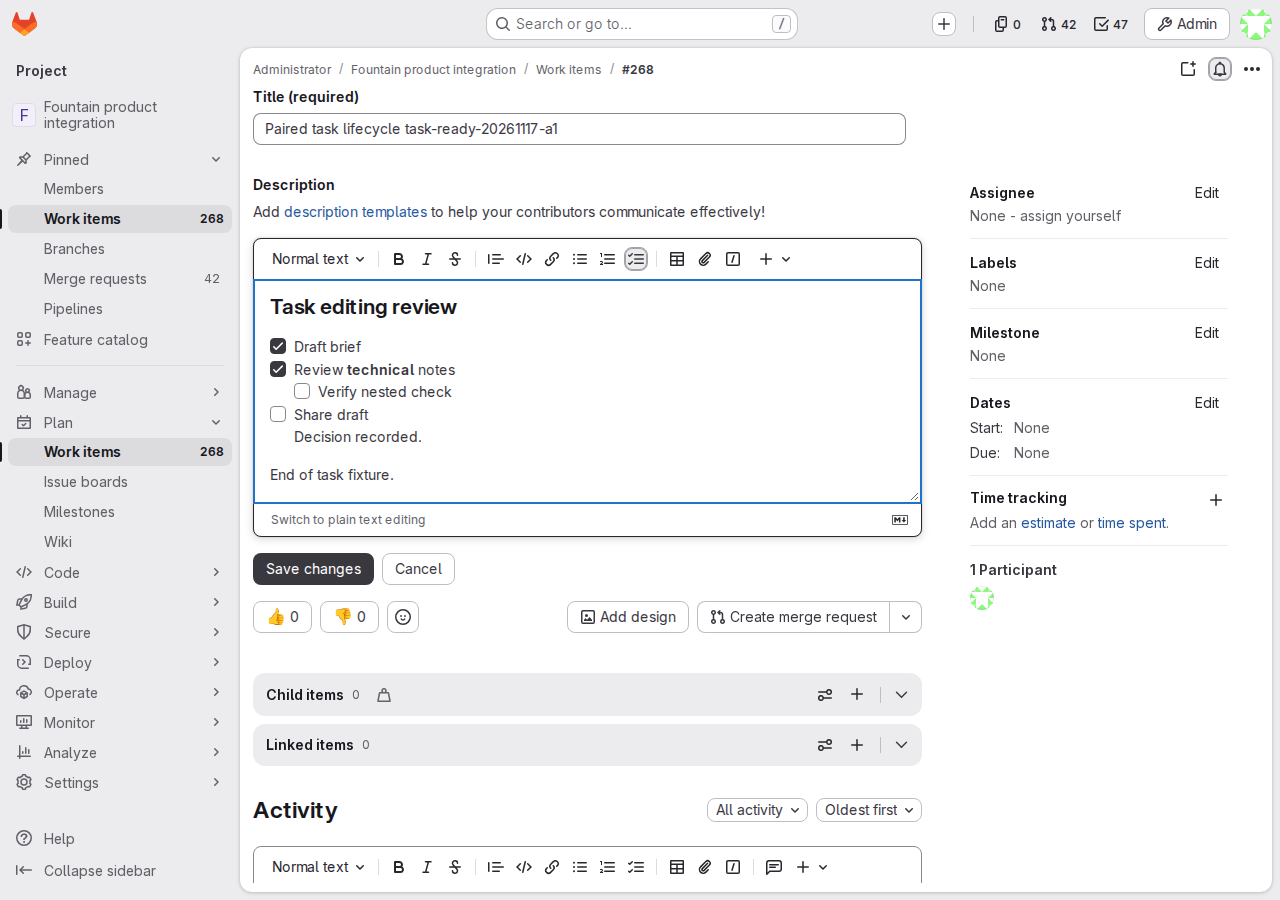 Search or go to...
/
0
42
47
Admin
Project
F
Fountain product integration
Pinned
Members
Work items 268
Branches
Merge requests 42
Pipelines
Feature catalog
Manage
Plan
Work items 268
Issue boards
Milestones
Wiki
Code
Build
Secure
Deploy
Operate
Monitor
Analyze
Settings
Help
Collapse sidebar
Administrator / Fountain product integration / Work items / #268
Title (required)
Paired task lifecycle task-ready-20261117-a1
Description
Add description templates to help your contributors communicate effectively!
Normal text
Task editing review
Draft brief
Review technical notes
Verify nested check
Share draft
Decision recorded.
End of task fixture.
Switch to plain text editing
Save changes
Cancel
👍 0
👎 0
Add design
Create merge request
Child items 0
Linked items 0
Activity
All activity
Oldest first
Normal text
Assignee Edit
None - assign yourself
Labels Edit
None
Milestone Edit
None
Dates Edit
Start: None
Due: None
Time tracking
Add an estimate or time spent.
1 Participant